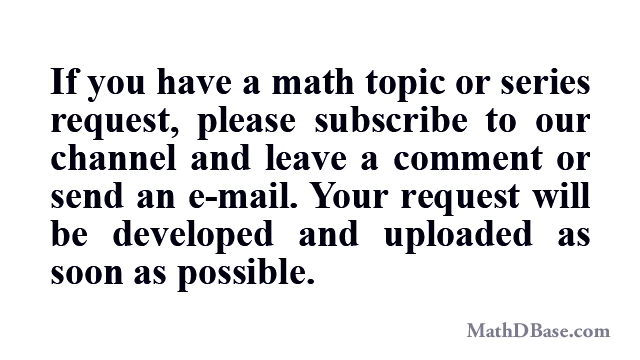 If you have a math topic or series
request, please subscribe to our
channel and leave a comment or
send an e-mail. Your request will
be developed and uploaded as
soon as possible.
MathDBase.com